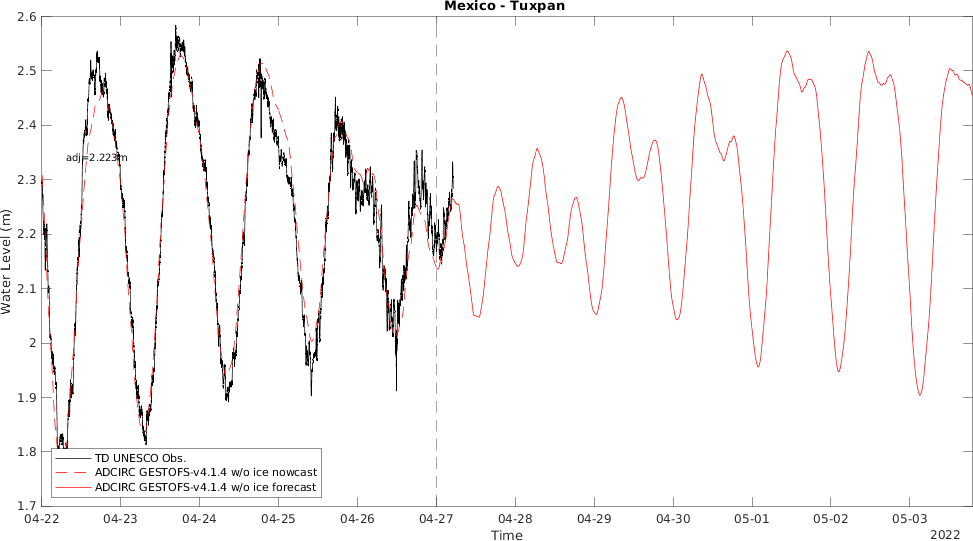 Mexico - Tuxpan
2.6
2.5
2.4
2.3
2.2
2.1
2
1.9
1.8
1.7
Water Level (m)
adj=2.223m
TD UNESCO Obs.
ADCIRC GESTOFS-v4.1.4 w/o ice nowcast
ADCIRC GESTOFS-v4.1.4 w/o ice forecast
04-22 04-23 04-24 04-25 04-26 04-27 04-28 04-29 04-30 05-01 05-02 05-03
Time
2022